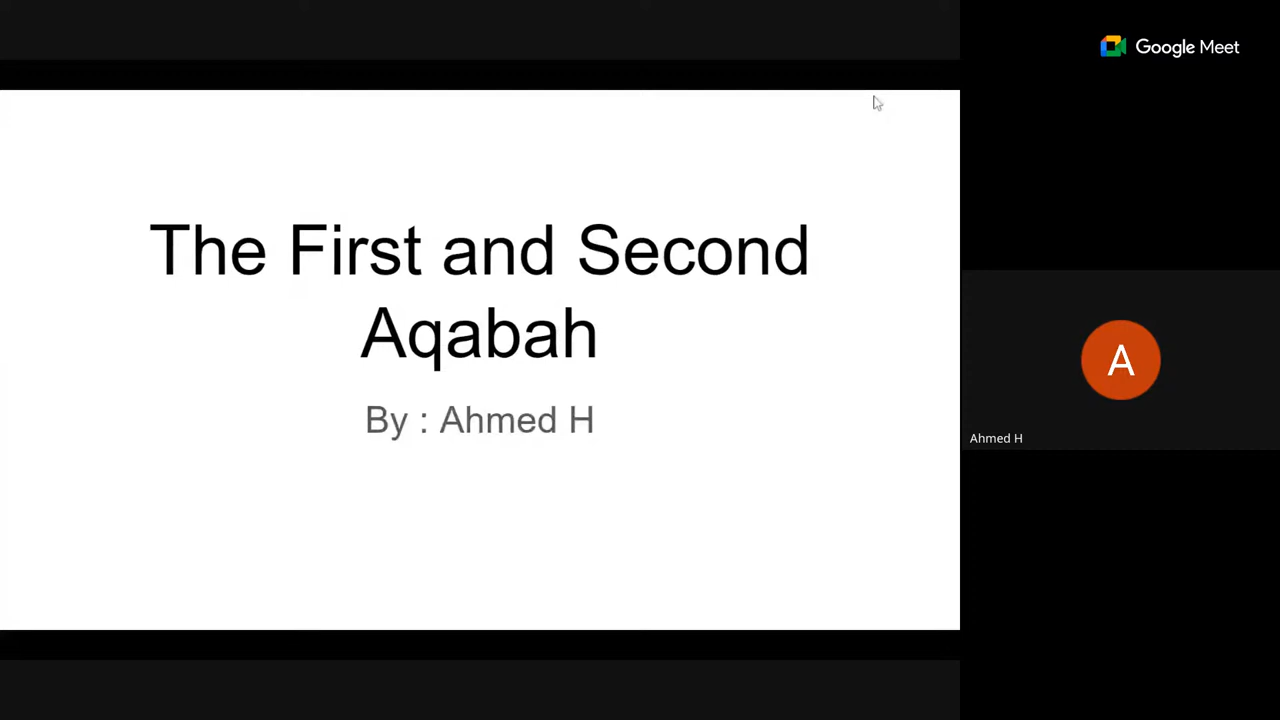 Google Meet
The First and Second
Aqabah
By : Ahmed H
A
Ahmed H